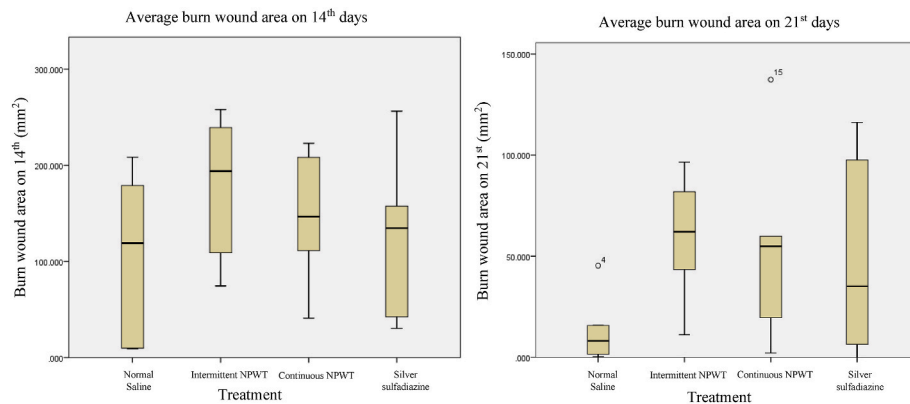 Average burn wound area on 14th days
Burn wound area on 14th (mm2)
300.000
200.000
100.000
.000
Normal
Saline
Intermittent NPWT
Continuous NPWT
Silver
sulfadiazine
Treatment
Average burn wound area on 21st days
Burn wound area on 21st (mm2)
150.000
100.000
50.000
.000
4
15
Normal
Saline
Intermittent NPWT
Continuous NPWT
Silver
sulfadiazine
Treatment